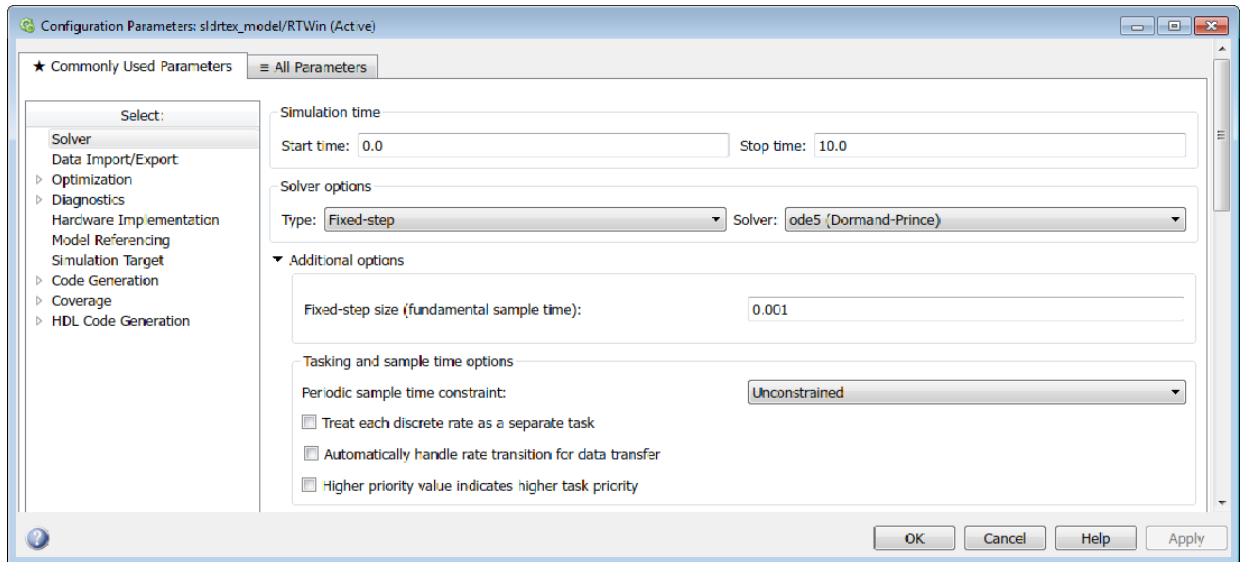 Configuration Parameters: sldrtex_model/RTWin (Active)
★ Commonly Used Parameters
≡ All Parameters
Select:
Solver
Data Import/Export
Optimization
Diagnostics
Hardware Implementation
Model Referencing
Simulation Target
Code Generation
Coverage
HDL Code Generation
Simulation time
Start time: 0.0 Stop time: 10.0
Solver options
Type: Fixed-step Solver: ode5 (Dormand-Prince)
Additional options
Fixed-step size (fundamental sample time): 0.001
Tasking and sample time options
Periodic sample time constraint: Unconstrained
Treat each discrete rate as a separate task
Automatically handle rate transition for data transfer
Higher priority value indicates higher task priority
OK Cancel Help Apply